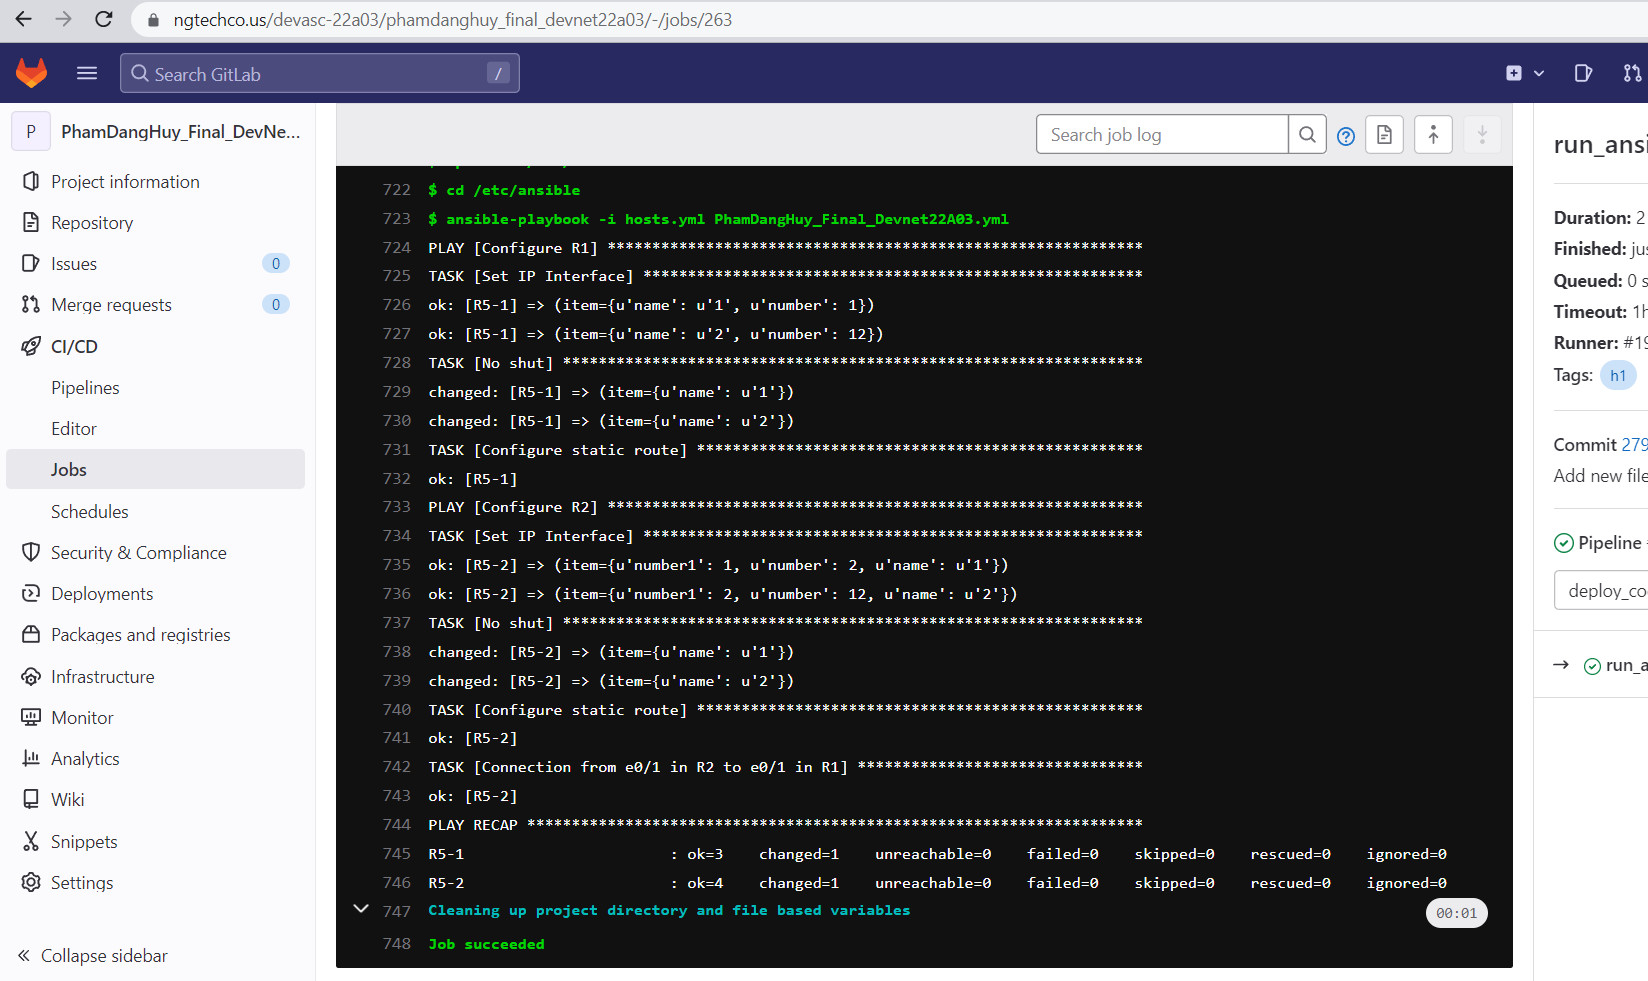 ngtechco.us/devasc-22a03/phamdanghuy_final_devnet22a03/-/jobs/263
Search GitLab
/
P
PhamDangHuy_Final_DevNe...
Project information
Repository
Issues
0
Merge requests
0
CI/CD
Pipelines
Editor
Jobs
Schedules
Security & Compliance
Deployments
Packages and registries
Infrastructure
Monitor
Analytics
Wiki
Snippets
Settings
Collapse sidebar
Search job log
722 $ cd /etc/ansible
723 $ ansible-playbook -i hosts.yml PhamDangHuy_Final_Devnet22A03.yml
724 PLAY [Configure R1] ************************************************************
725 TASK [Set IP Interface] ********************************************************
726 ok: [R5-1] => (item={u'name': u'1', u'number': 1})
727 ok: [R5-1] => (item={u'name': u'2', u'number': 12})
728 TASK [No shut] *****************************************************************
729 changed: [R5-1] => (item={u'name': u'1'})
730 changed: [R5-1] => (item={u'name': u'2'})
731 TASK [Configure static route] **************************************************
732 ok: [R5-1]
733 PLAY [Configure R2] ************************************************************
734 TASK [Set IP Interface] ********************************************************
735 ok: [R5-2] => (item={u'number1': 1, u'number': 2, u'name': u'1'})
736 ok: [R5-2] => (item={u'number1': 2, u'number': 12, u'name': u'2'})
737 TASK [No shut] *****************************************************************
738 changed: [R5-2] => (item={u'name': u'1'})
739 changed: [R5-2] => (item={u'name': u'2'})
740 TASK [Configure static route] **************************************************
741 ok: [R5-2]
742 TASK [Connection from e0/1 in R2 to e0/1 in R1] ********************************
743 ok: [R5-2]
744 PLAY RECAP *********************************************************************
745 R5-1 : ok=3 changed=1 unreachable=0 failed=0 skipped=0 rescued=0 ignored=0
746 R5-2 : ok=4 changed=1 unreachable=0 failed=0 skipped=0 rescued=0 ignored=0
747 Cleaning up project directory and file based variables
00:01
748 Job succeeded
run_ansi
Duration: 2
Finished: jus
Queued: 0 s
Timeout: 1h
Runner: #19
Tags: h1
Commit 279
Add new file
Pipeline
deploy_co
run_a